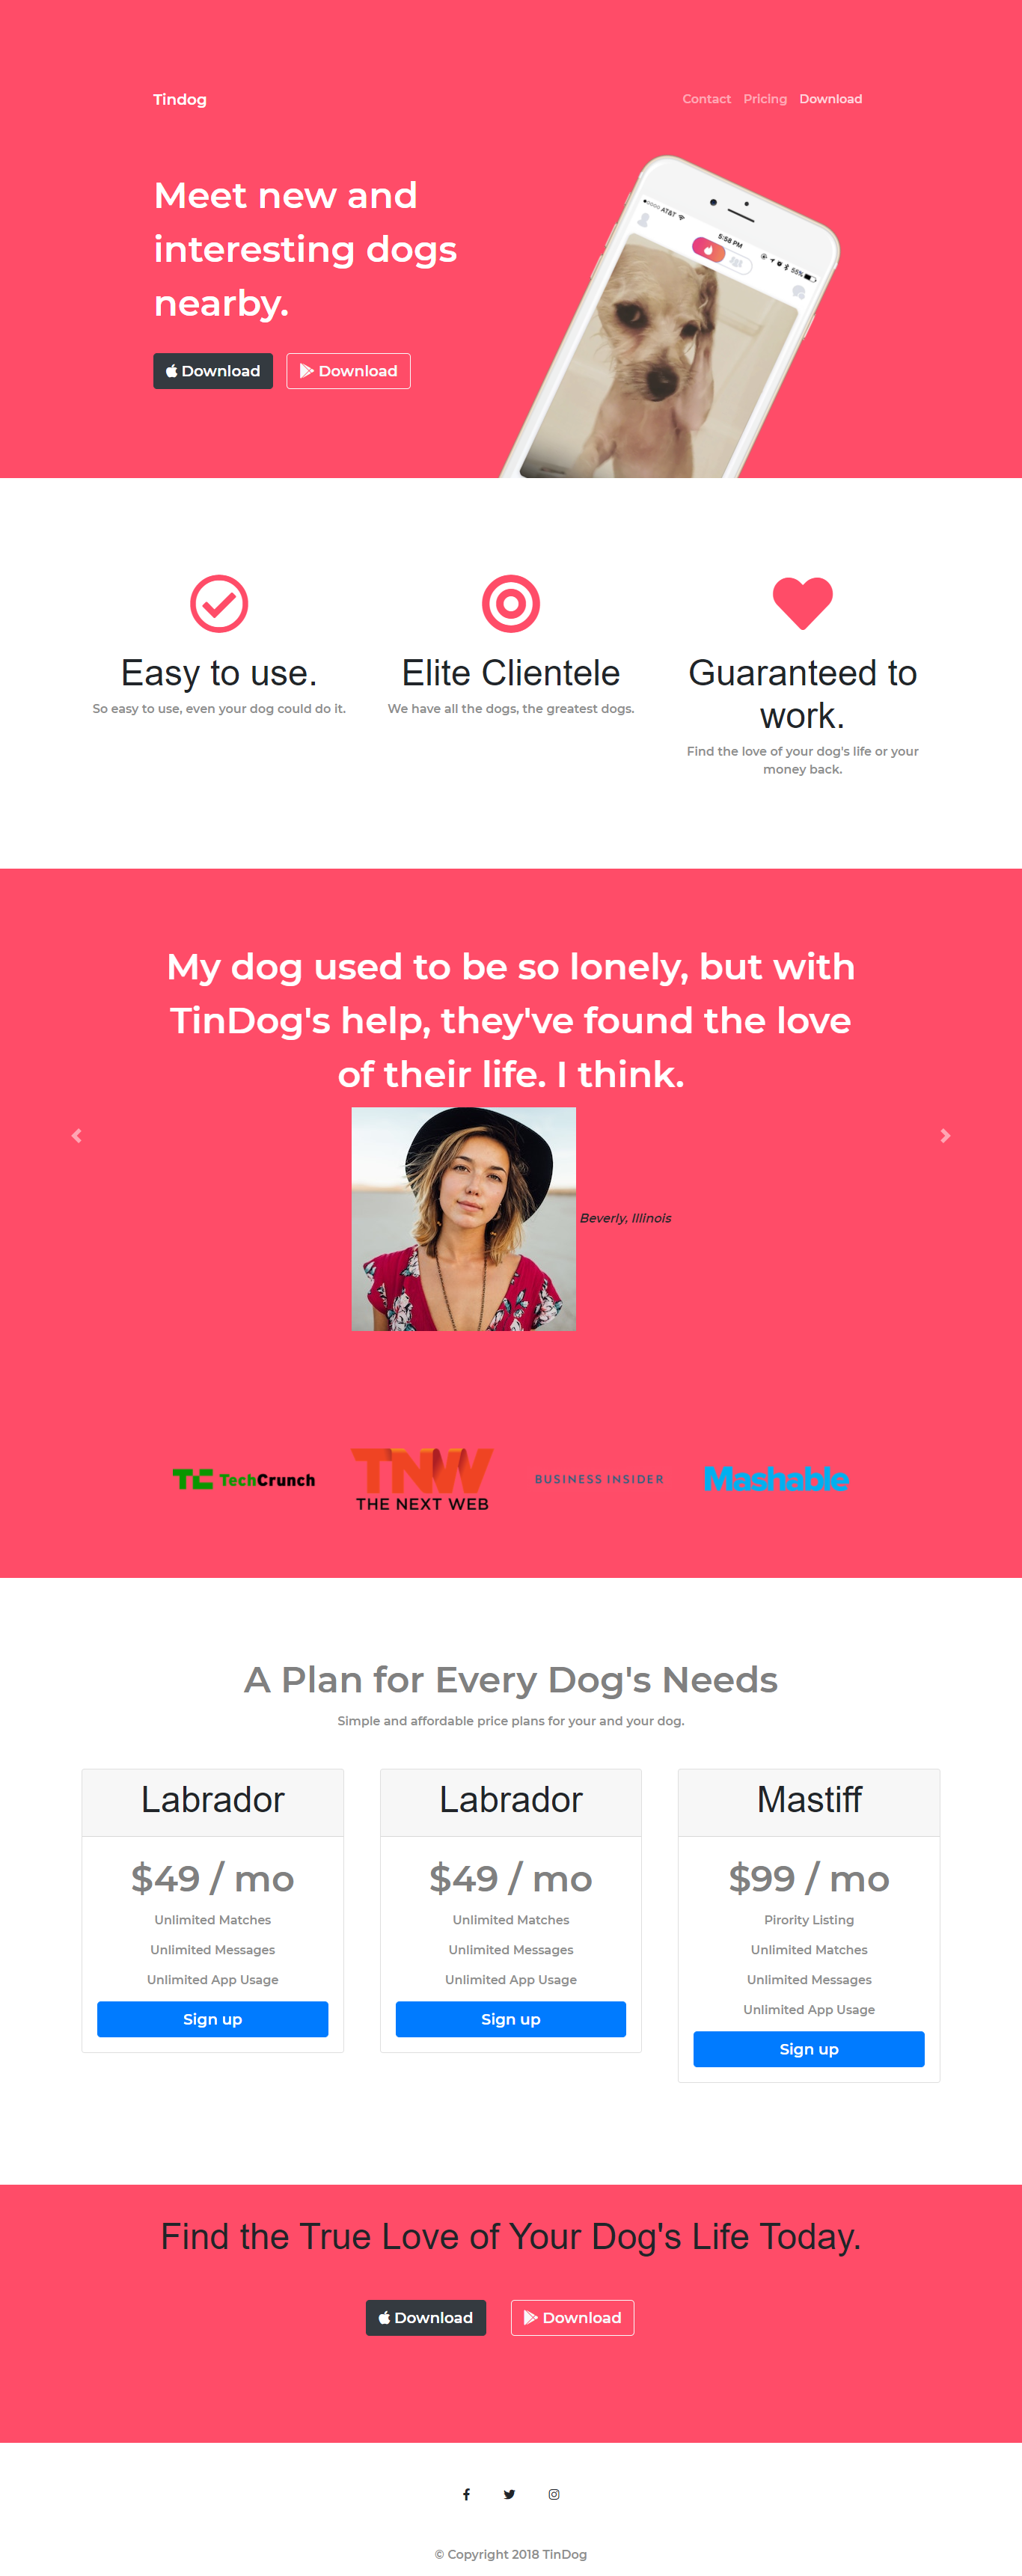 Tindog
Contact Pricing Download
Meet new and
interesting dogs
nearby.
Download Download
AT&T 5:58 PM 55%
Easy to use.
So easy to use, even your dog could do it.
Elite Clientele
We have all the dogs, the greatest dogs.
Guaranteed to
work.
Find the love of your dog's life or your
money back.
My dog used to be so lonely, but with
TinDog's help, they've found the love
of their life. I think.
Beverly, Illinois
TC TechCrunch
TNW
THE NEXT WEB
BUSINESS INSIDER
Mashable
A Plan for Every Dog's Needs
Simple and affordable price plans for your and your dog.
Labrador
$49 / mo
Unlimited Matches
Unlimited Messages
Unlimited App Usage
Sign up
Labrador
$49 / mo
Unlimited Matches
Unlimited Messages
Unlimited App Usage
Sign up
Mastiff
$99 / mo
Pirority Listing
Unlimited Matches
Unlimited Messages
Unlimited App Usage
Sign up
Find the True Love of Your Dog's Life Today.
Download Download
© Copyright 2018 TinDog